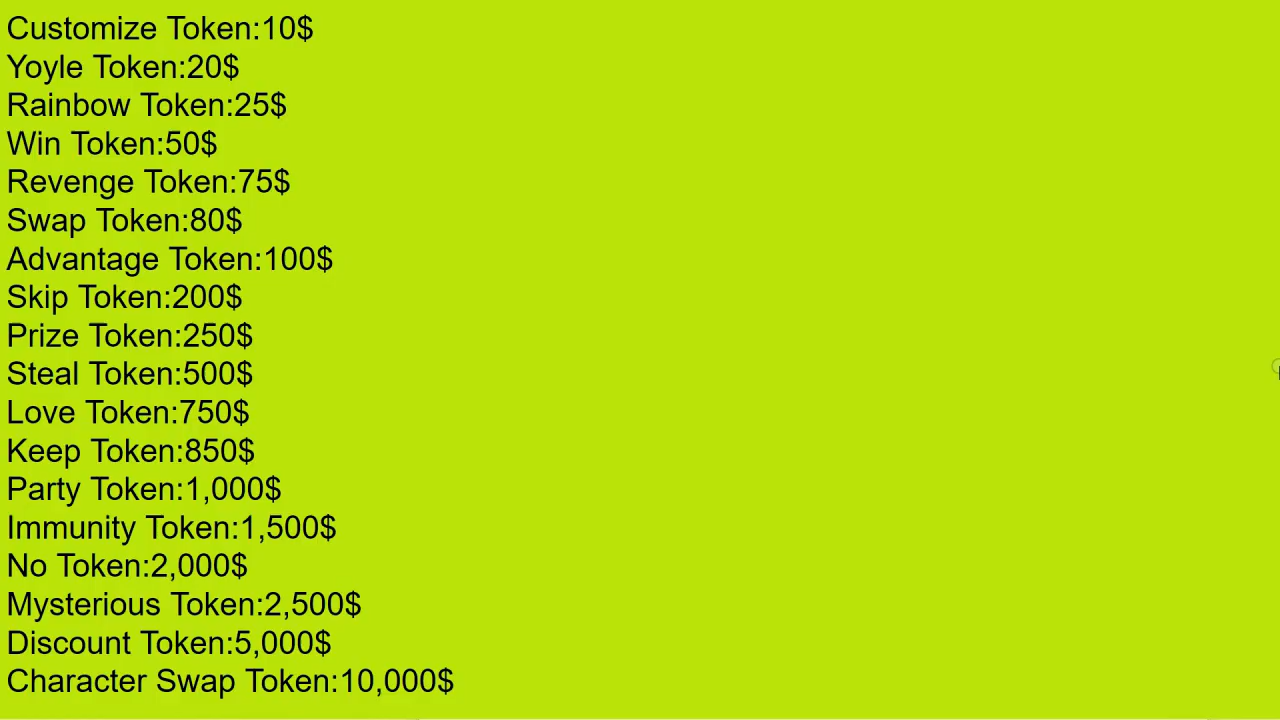 Customize Token:10$
Yoyle Token:20$
Rainbow Token:25$
Win Token:50$
Revenge Token:75$
Swap Token:80$
Advantage Token:100$
Skip Token:200$
Prize Token:250$
Steal Token:500$
Love Token:750$
Keep Token:850$
Party Token:1,000$
Immunity Token:1,500$
No Token:2,000$
Mysterious Token:2,500$
Discount Token:5,000$
Character Swap Token:10,000$